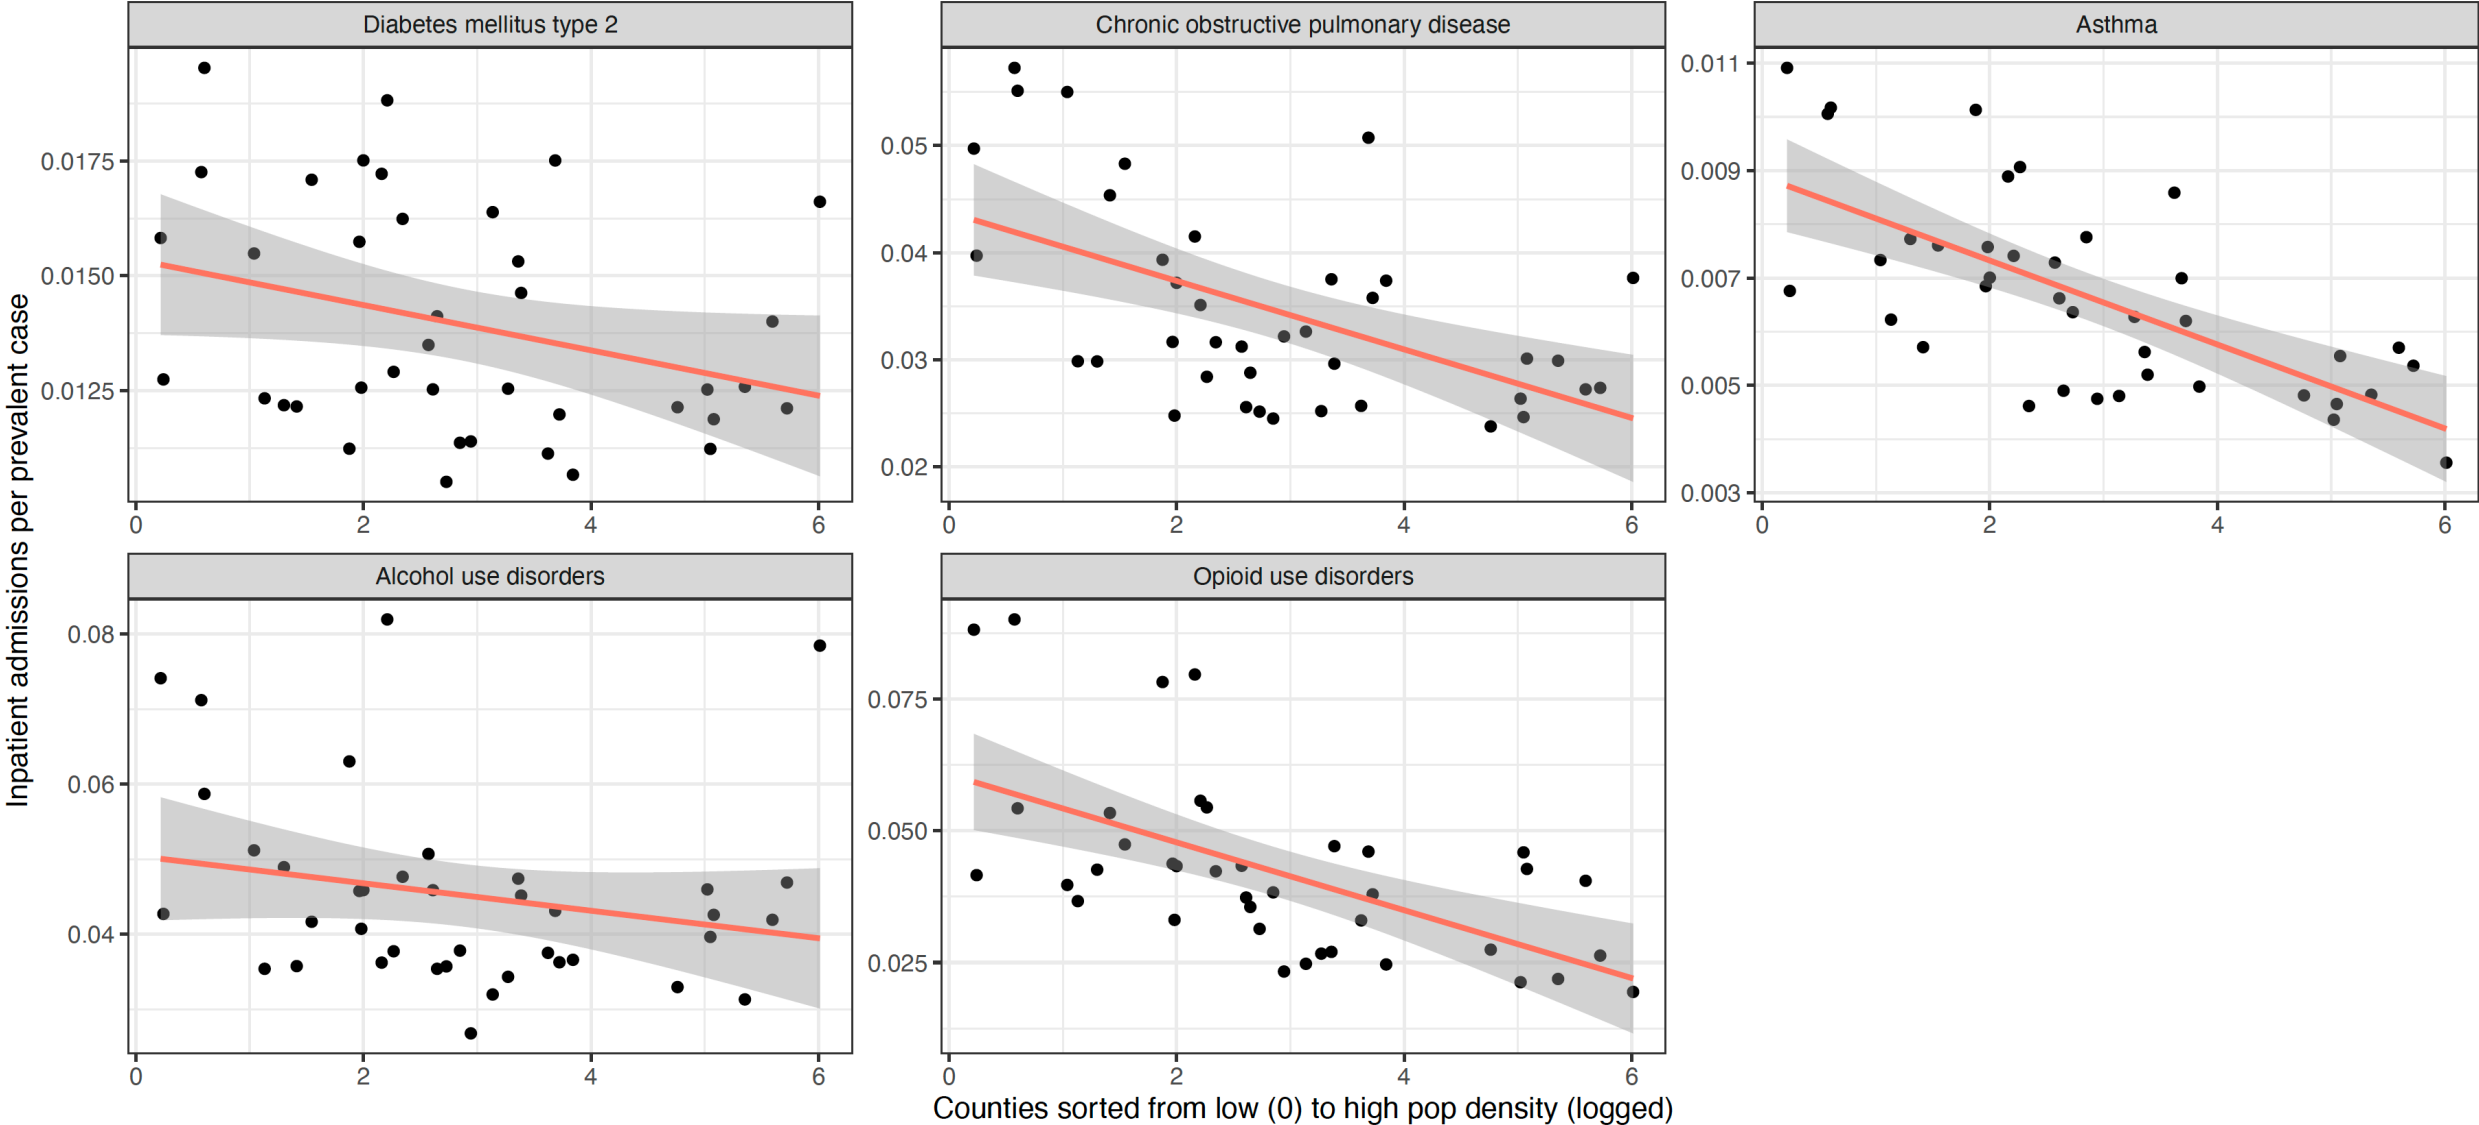 Diabetes mellitus type 2
Chronic obstructive pulmonary disease
Asthma
Inpatient admissions per prevalent case
0.0175
0.0150
0.0125
0 2 4 6
0.05
0.04
0.03
0.02
0 2 4 6
0.011
0.009
0.007
0.005
0.003
0 2 4 6
Alcohol use disorders
Opioid use disorders
0.08
0.06
0.04
0 2 4 6
0.075
0.050
0.025
0 2 4 6
Counties sorted from low (0) to high pop density (logged)